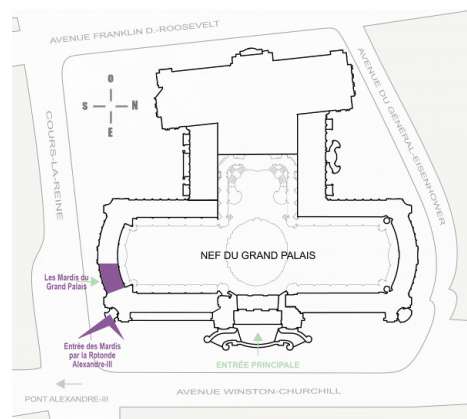 AVENUE FRANKLIN D.-ROOSEVELT
AVENUE DU GÉNÉRAL-EISENHOWER
O
S N
E
COURS-LA-REINE
NEF DU GRAND PALAIS
Les Mardis du
Grand Palais
Entrée des Mardis
par la Rotonde
Alexandre-III
ENTRÉE PRINCIPALE
PONT ALEXANDRE-III
AVENUE WINSTON-CHURCHILL